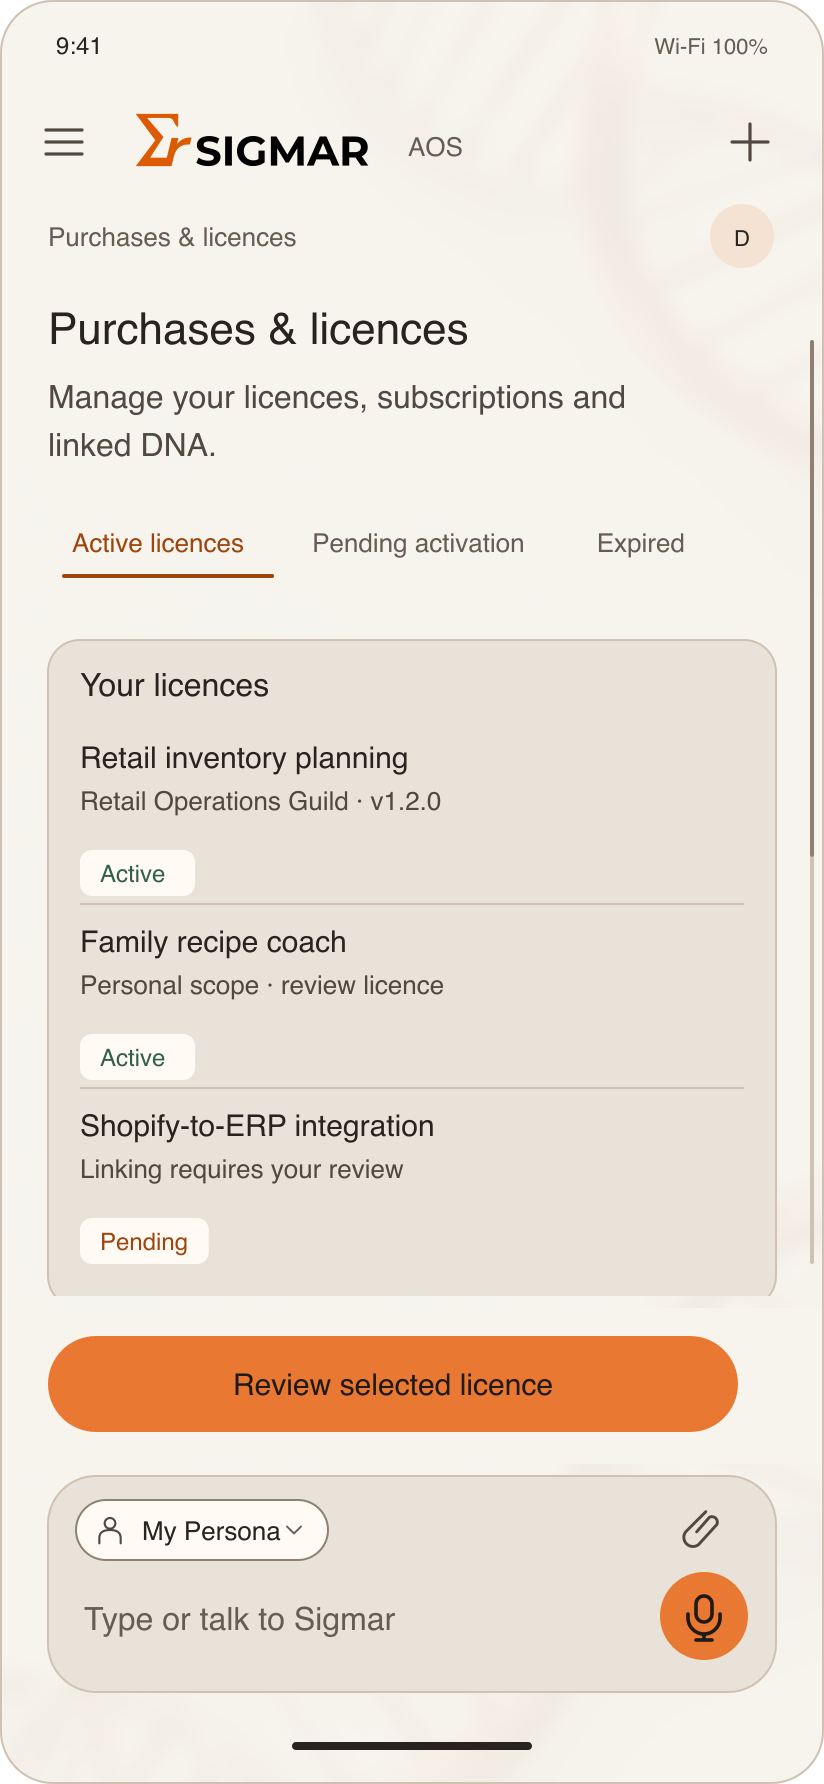 9:41
Wi-Fi 100%
Σr SIGMAR AOS
Purchases & licences
D
Purchases & licences
Manage your licences, subscriptions and
linked DNA.
Active licences
Pending activation
Expired
Your licences
Retail inventory planning
Retail Operations Guild · v1.2.0
Active
Family recipe coach
Personal scope · review licence
Active
Shopify-to-ERP integration
Linking requires your review
Pending
Review selected licence
My Persona
Type or talk to Sigmar